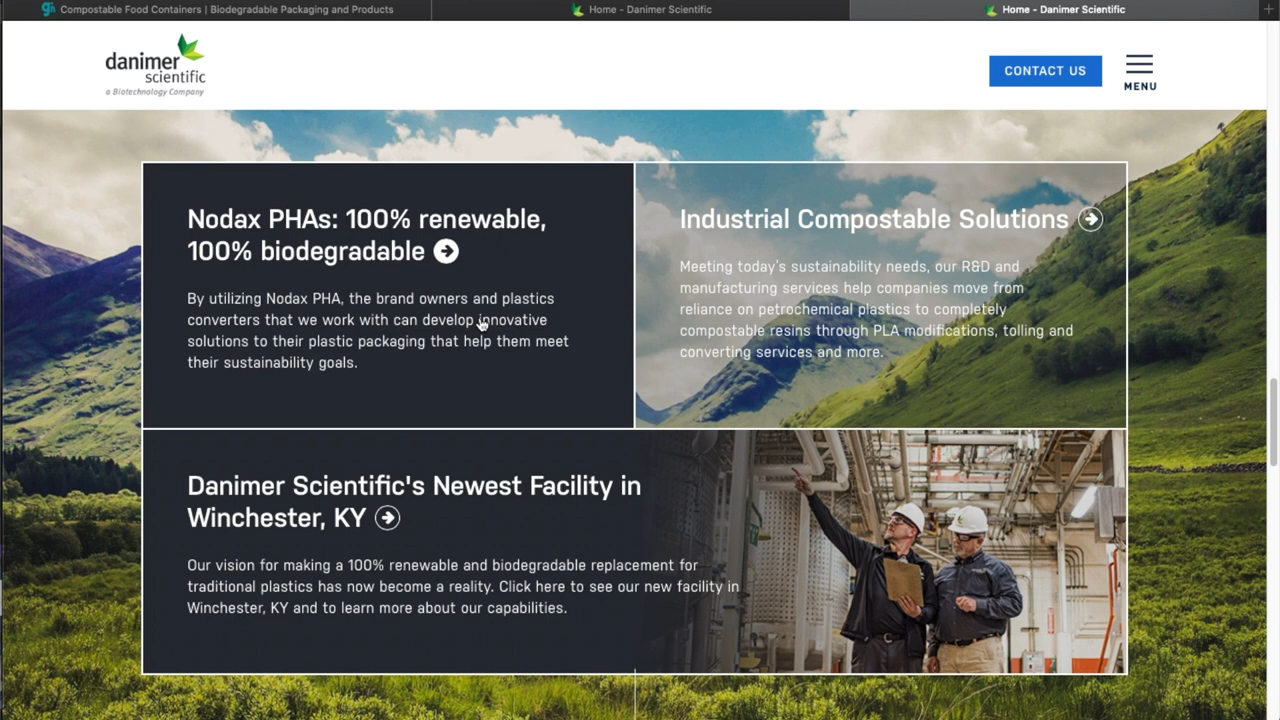 Compostable Food Containers | Biodegradable Packaging and Products
Home - Danimer Scientific
Home - Danimer Scientific
danimer
scientific
a Biotechnology Company
CONTACT US
MENU
Nodax PHAs: 100% renewable,
100% biodegradable
By utilizing Nodax PHA, the brand owners and plastics
converters that we work with can develop innovative
solutions to their plastic packaging that help them meet
their sustainability goals.
Industrial Compostable Solutions
Meeting today's sustainability needs, our R&D and
manufacturing services help companies move from
reliance on petrochemical plastics to completely
compostable resins through PLA modifications, tolling and
converting services and more.
Danimer Scientific's Newest Facility in
Winchester, KY
Our vision for making a 100% renewable and biodegradable replacement for
traditional plastics has now become a reality. Click here to see our new facility in
Winchester, KY and to learn more about our capabilities.